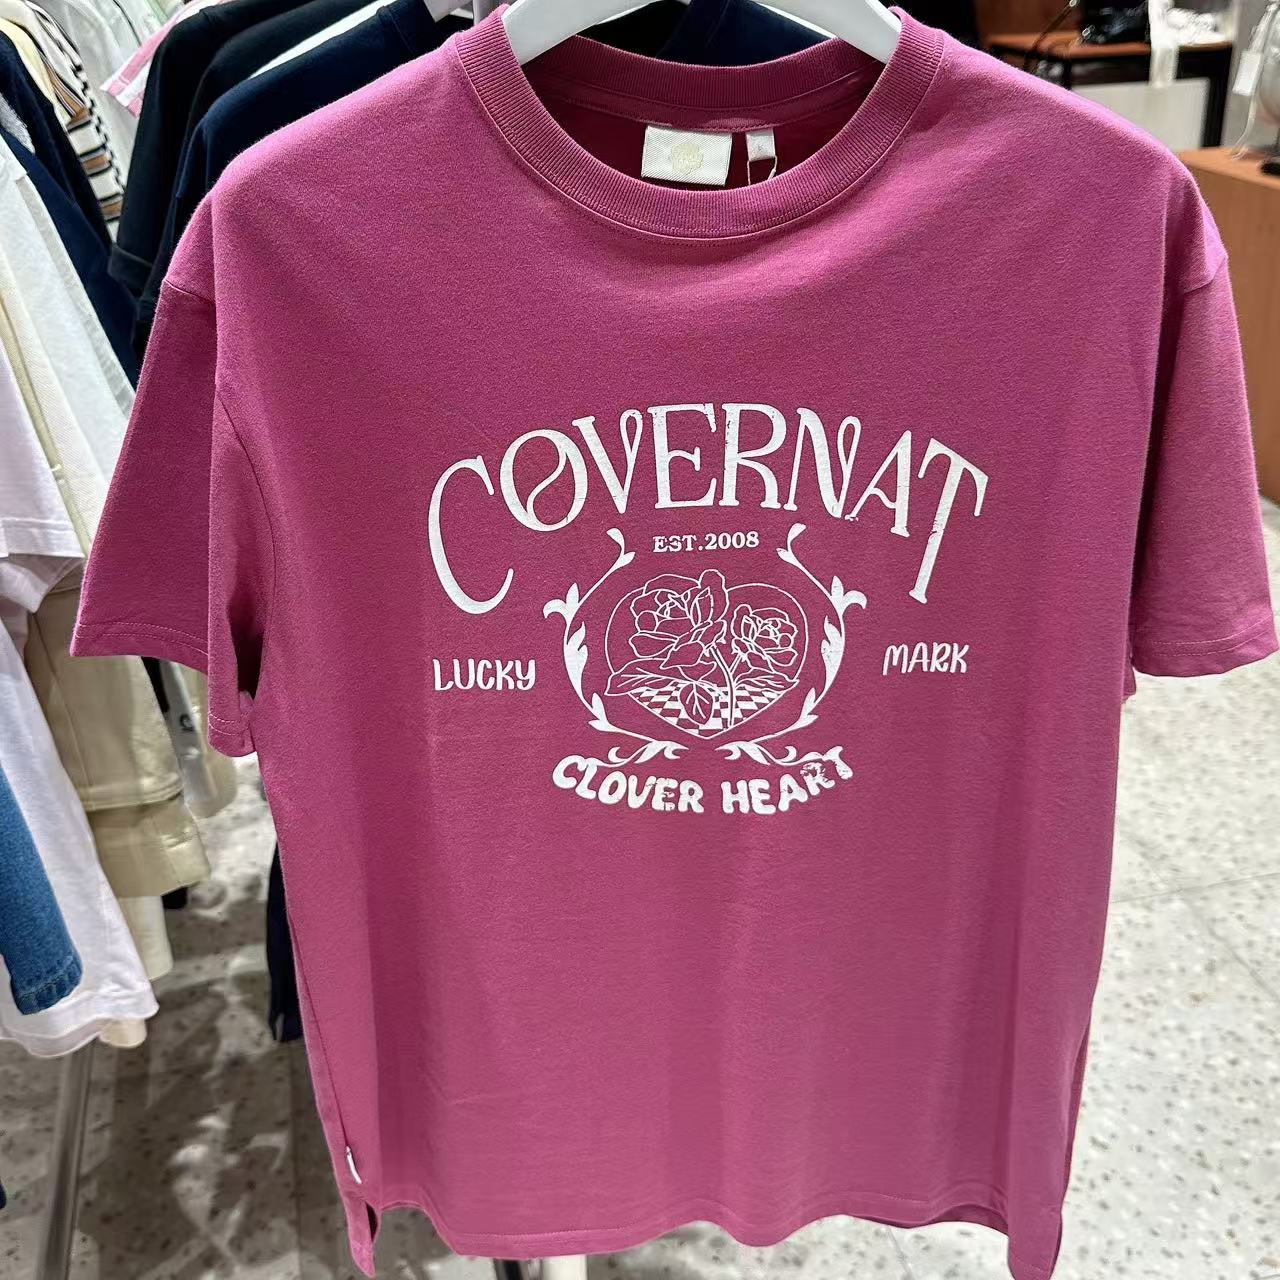 COVERNAT
EST.2008
LUCKY MARK
CLOVER HEART